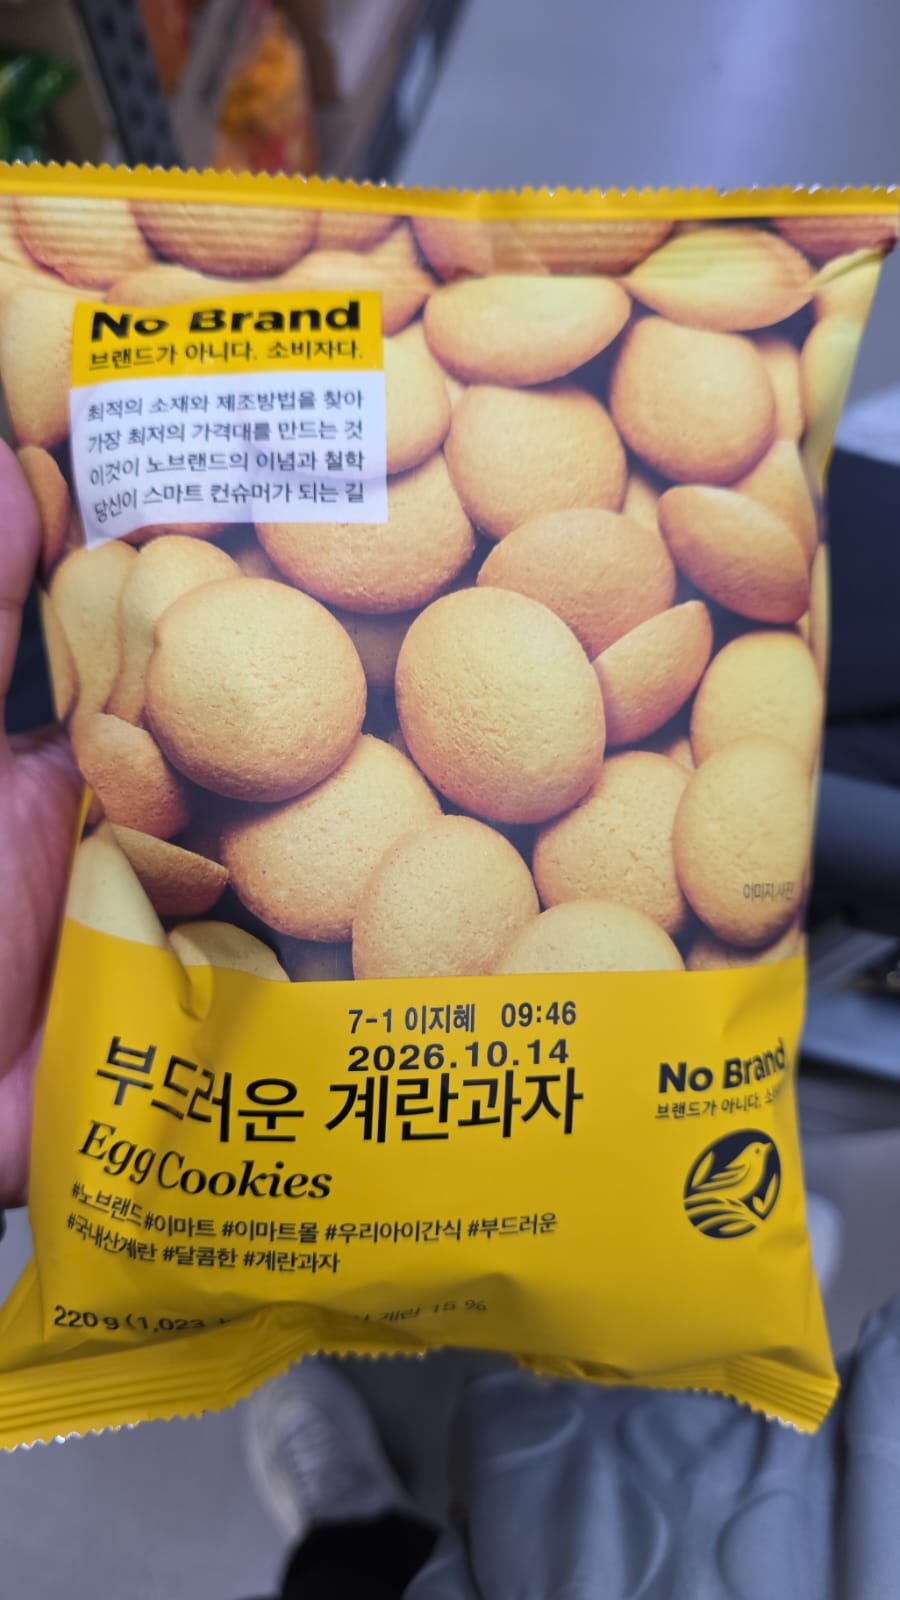 No Brand
브랜드가 아니다. 소비자다.
최적의 소재와 제조방법을 찾아
가장 최저의 가격대를 만드는 것
이것이 노브랜드의 이념과 철학
당신이 스마트 컨슈머가 되는 길
이미지 사진
7-1 이지혜 09:46
2026.10.14
부드러운 계란과자
Egg Cookies
No Brand
브랜드가 아니다.
#노브랜드 #이마트 #이마트몰 #우리아이간식 #부드러운
#국내산계란 #달콤한 #계란과자
220 g (1,023 계란 15 %